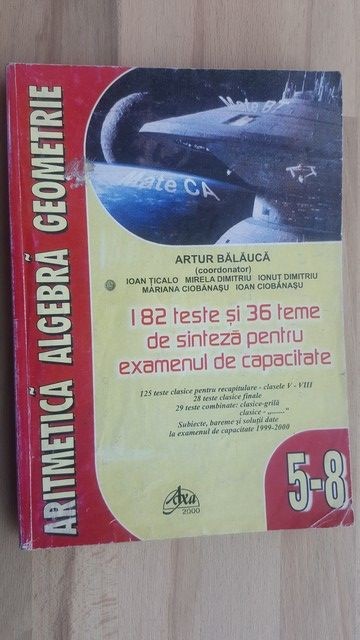 ARITMETICĂ ALGEBRĂ GEOMETRIE
Mate CA
ARTUR BĂLĂUCĂ
(coordonator)
IOAN ȚICALO MIRELA DIMITRIU IONUȚ DIMITRIU
MARIANA CIOBANAȘU IOAN CIOBANAȘU
182 teste și 36 teme
de sinteză pentru
examenul de capacitate
125 teste clasice pentru recapitulare - clasele V - VIII
28 teste clasice finale
29 teste combinate: clasice-grilă
clasice - „........”
Subiecte, bareme și soluții date
la examenul de capacitate 1999-2000
5-8
Axa
2000